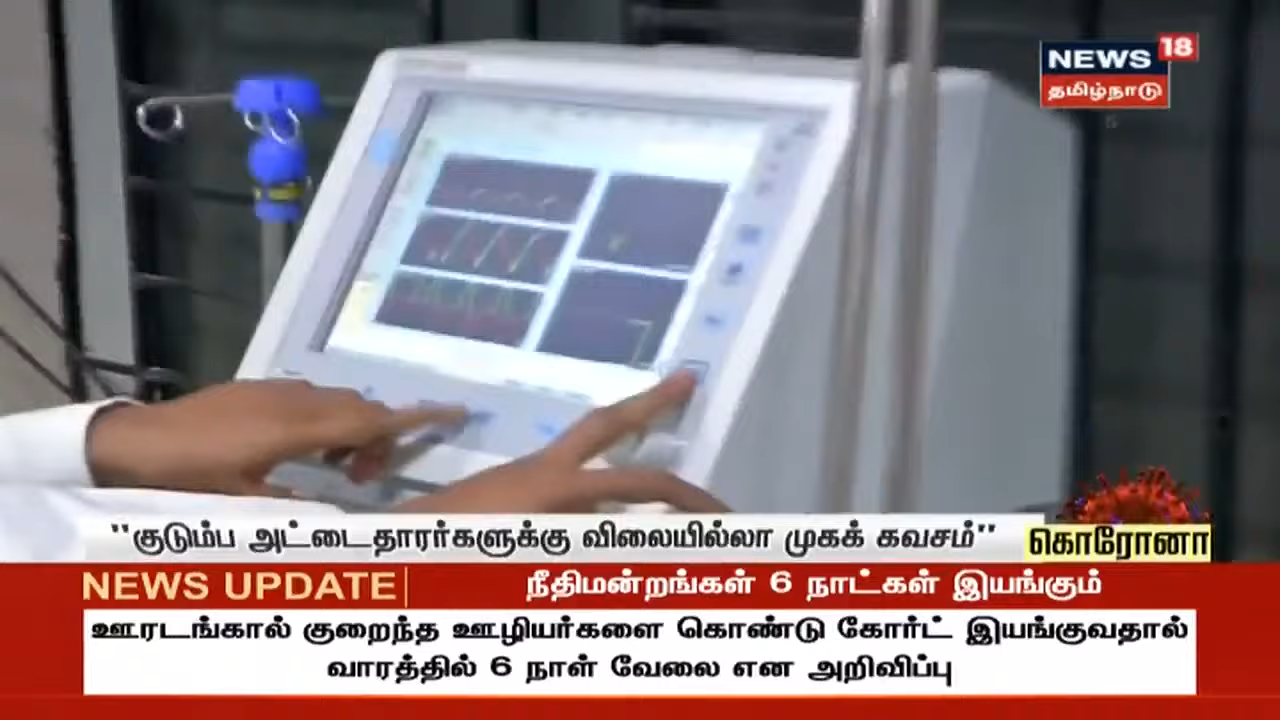 NEWS 18
தமிழ்நாடு
"குடும்ப அட்டைதாரர்களுக்கு விலையில்லா முகக் கவசம்"
கொரோனா
NEWS UPDATE
நீதிமன்றங்கள் 6 நாட்கள் இயங்கும்
ஊரடங்கால் குறைந்த ஊழியர்களை கொண்டு கோர்ட் இயங்குவதால்
வாரத்தில் 6 நாள் வேலை என அறிவிப்பு